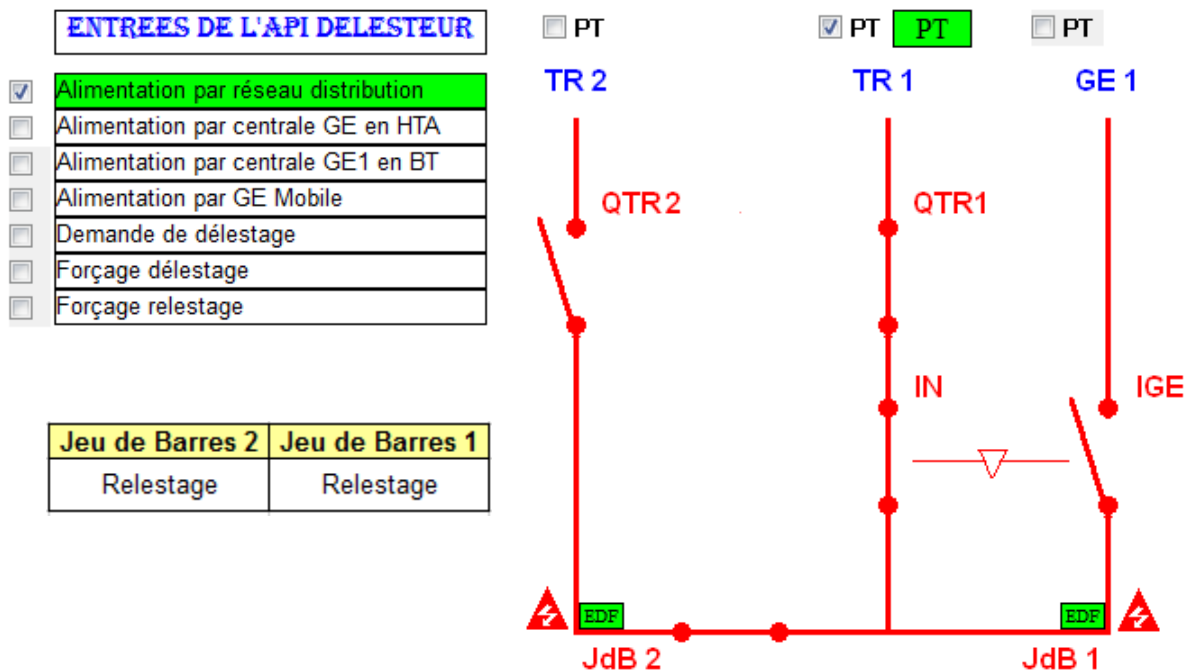 ENTREES DE L'API DELESTEUR
PT
PT
PT
PT
TR 2
TR 1
GE 1
Alimentation par réseau distribution
Alimentation par centrale GE en HTA
Alimentation par centrale GE1 en BT
Alimentation par GE Mobile
Demande de délestage
Forçage délestage
Forçage relestage
QTR2
QTR1
IN
IGE
Jeu de Barres 2
Jeu de Barres 1
Relestage
Relestage
EDF
EDF
JdB 2
JdB 1